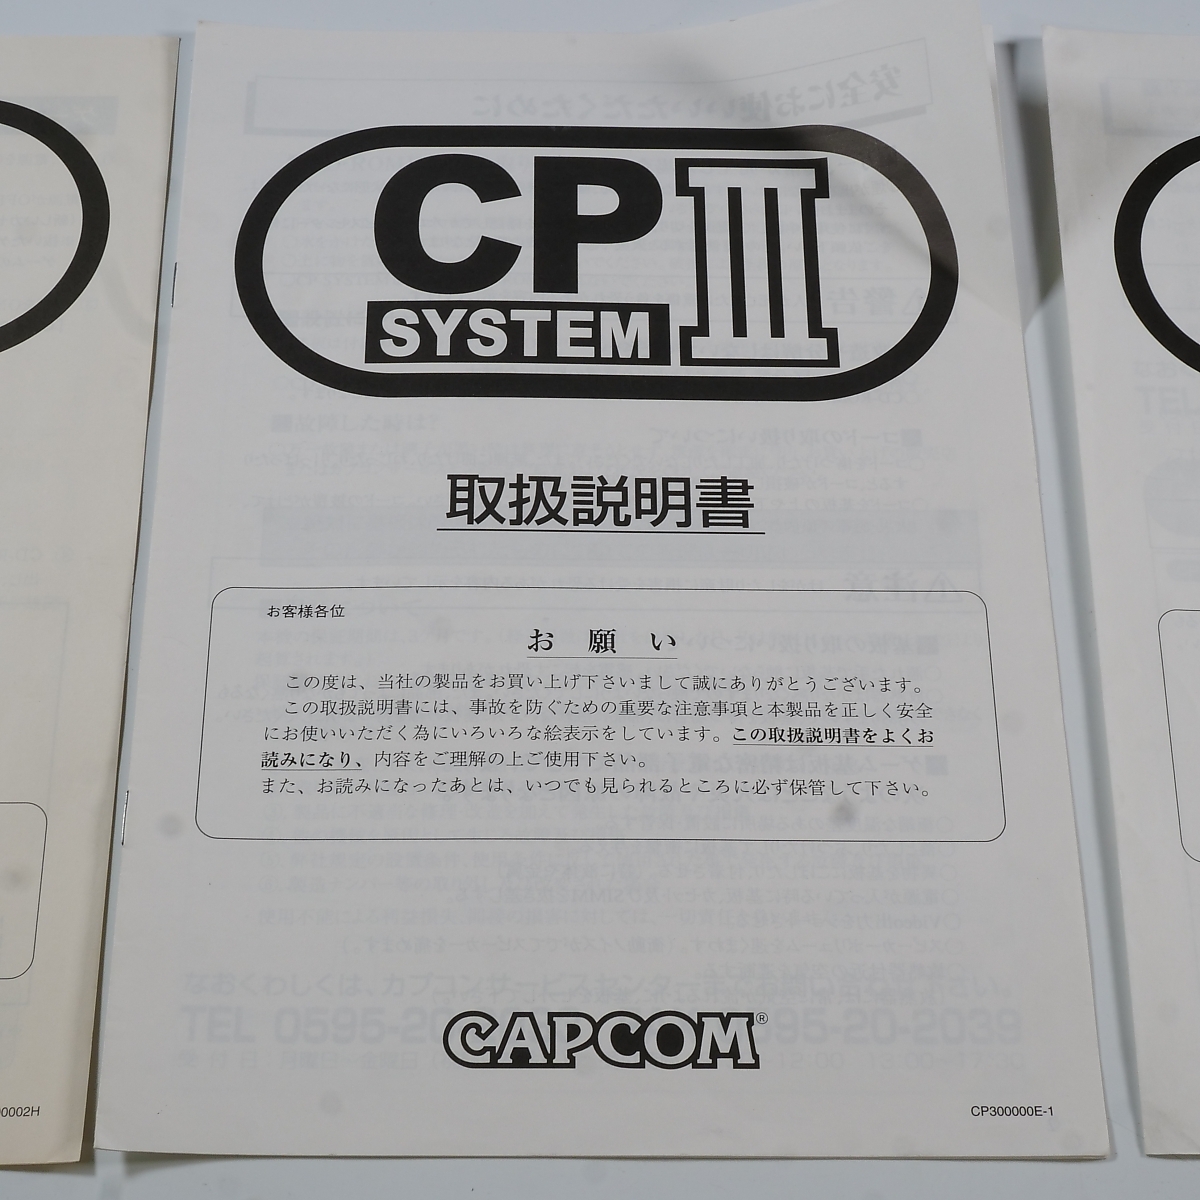 CP
SYSTEM
III
取扱説明書
お客様各位
お願い
この度は、当社の製品をお買い上げ下さいまして誠にありがとうございます。
この取扱説明書には、事故を防ぐための重要な注意事項と本製品を正しく安全
にお使いいただく為にいろいろな絵表示をしています。この取扱説明書をよくお
読みになり、内容をご理解の上ご使用下さい。
また、お読みになったあとは、いつでも見られるところに必ず保管して下さい。
CAPCOM®
CP300000E-1
0002H